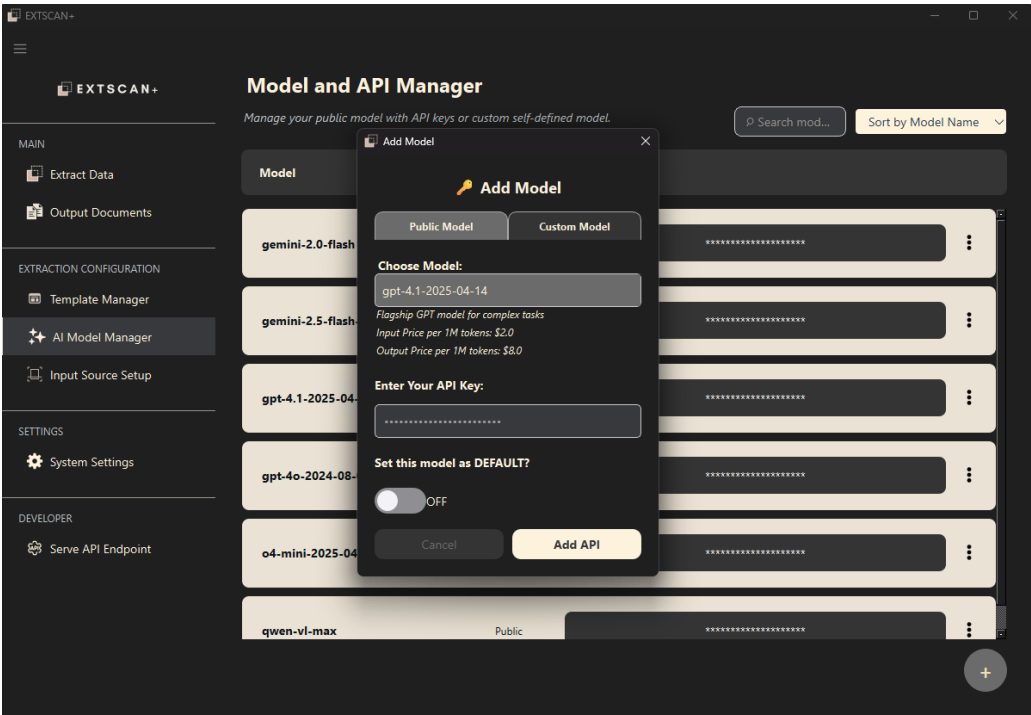 EXTSCAN+
EXTSCAN+
MAIN
Extract Data
Output Documents
EXTRACTION CONFIGURATION
Template Manager
AI Model Manager
Input Source Setup
SETTINGS
System Settings
DEVELOPER
Serve API Endpoint
Model and API Manager
Manage your public model with API keys or custom self-defined model.
Search mod...
Sort by Model Name
Model
gemini-2.0-flash
********************
gemini-2.5-flash-
********************
gpt-4.1-2025-04-
********************
gpt-4o-2024-08-
********************
o4-mini-2025-04
********************
qwen-vl-max Public ********************
+
Add Model
Add Model
Public Model Custom Model
Choose Model:
gpt-4.1-2025-04-14
Flagship GPT model for complex tasks
Input Price per 1M tokens: $2.0
Output Price per 1M tokens: $8.0
Enter Your API Key:
Set this model as DEFAULT?
OFF
Cancel Add API